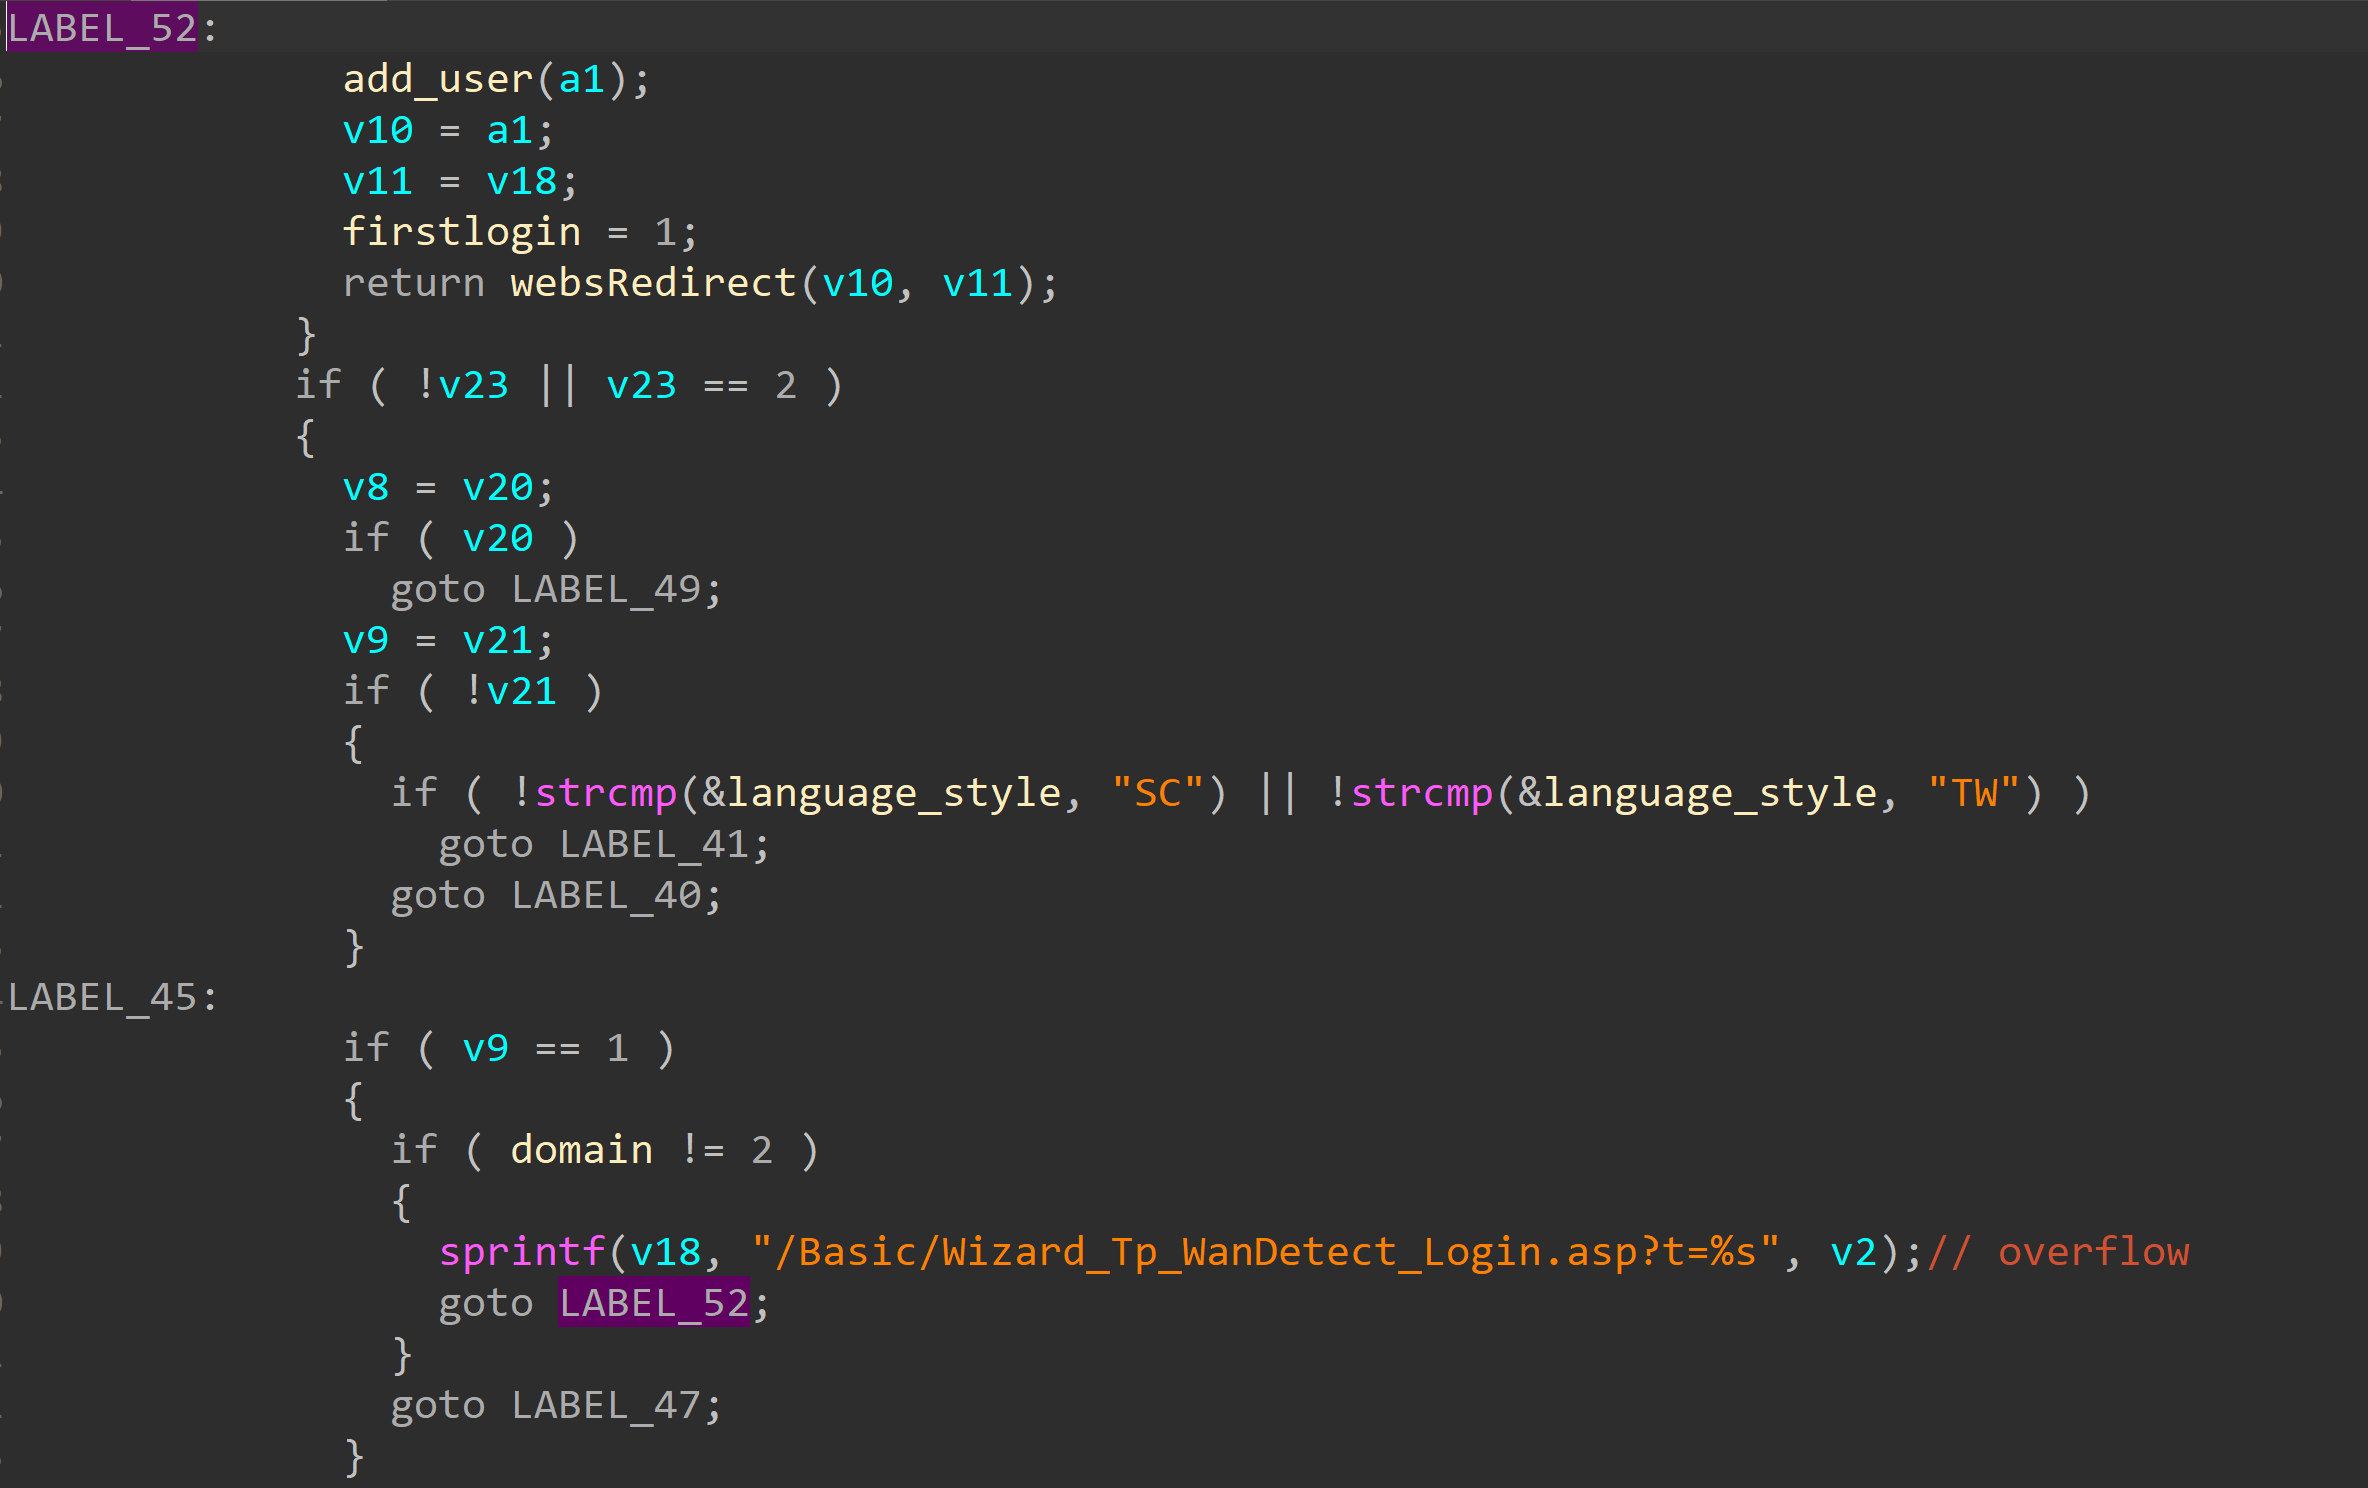 LABEL_52:
add_user(a1);
v10 = a1;
v11 = v18;
firstlogin = 1;
return websRedirect(v10, v11);
}
if ( !v23 || v23 == 2 )
{
v8 = v20;
if ( v20 )
goto LABEL_49;
v9 = v21;
if ( !v21 )
{
if ( !strcmp(&language_style, "SC") || !strcmp(&language_style, "TW") )
goto LABEL_41;
goto LABEL_40;
}
LABEL_45:
if ( v9 == 1 )
{
if ( domain != 2 )
{
sprintf(v18, "/Basic/Wizard_Tp_WanDetect_Login.asp?t=%s", v2);// overflow
goto LABEL_52;
}
goto LABEL_47;
}